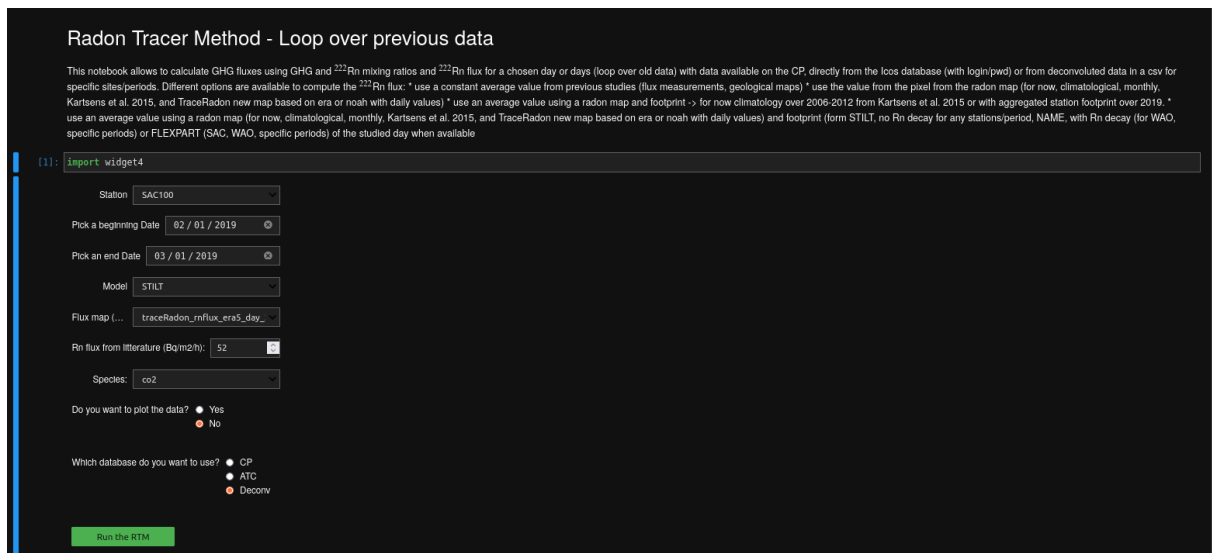 Radon Tracer Method - Loop over previous data
This notebook allows to calculate GHG fluxes using GHG and 222Rn mixing ratios and 222Rn flux for a chosen day or days (loop over old data) with data available on the CP, directly from the Icos database (with login/pwd) or from deconvoluted data in a csv for
specific sites/periods. Different options are available to compute the 222Rn flux: * use a constant average value from previous studies (flux measurements, geological maps) * use the value from the pixel from the radon map (for now, climatological, monthly,
Kartsens et al. 2015, and TraceRadon new map based on era or noah with daily values) * use an average value using a radon map and footprint -> for now climatology over 2006-2012 from Kartsens et al. 2015 or with aggregated station footprint over 2019. *
use an average value using a radon map (for now, climatological, monthly, Kartsens et al. 2015, and TraceRadon new map based on era or noah with daily values) and footprint (form STILT, no Rn decay for any stations/period, NAME, with Rn decay (for WAO,
specific periods) or FLEXPART (SAC, WAO, specific periods) of the studied day when available
[1]: import widget4
Station SAC100
Pick a beginning Date 02/01/2019
Pick an end Date 03/01/2019
Model STILT
Flux map (... traceRadon_rnflux_era5_day_
Rn flux from litterature (Bq/m2/h): 52
Species: co2
Do you want to plot the data? Yes
No
Which database do you want to use? CP
ATC
Deconv
Run the RTM